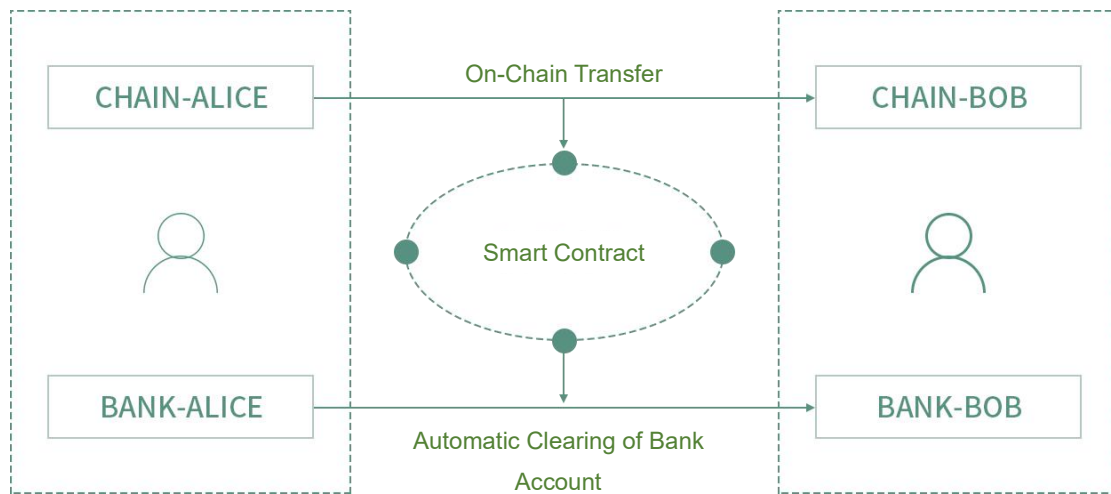 On-Chain Transfer
CHAIN-ALICE
CHAIN-BOB
Smart Contract
BANK-ALICE
BANK-BOB
Automatic Clearing of Bank
Account